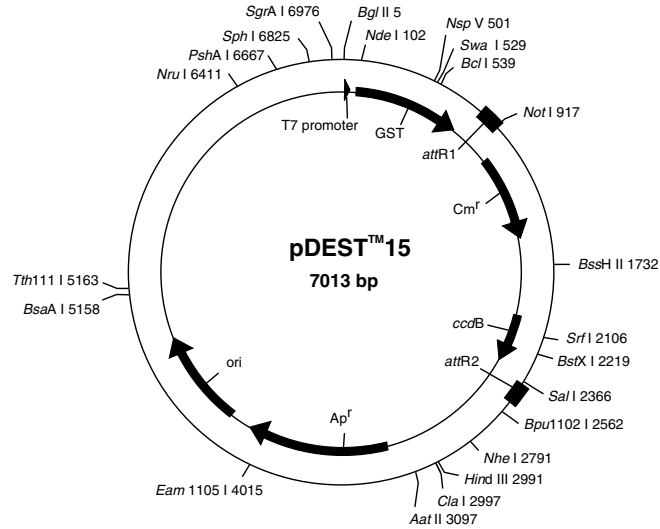 SgrA I 6976
Bgl II 5
Nde I 102
Sph I 6825
PshA I 6667
Nru I 6411
Nsp V 501
Swa I 529
Bcl I 539
Not I 917
T7 promoter
GST
attR1
Cmʳ
pDEST™15
7013 bp
BssH II 1732
Tth111 I 5163
BsaA I 5158
ccdB
Srf I 2106
BstX I 2219
attR2
Sal I 2366
ori
Apʳ
Bpu1102 I 2562
Nhe I 2791
Hind III 2991
Eam 1105 I 4015
Cla I 2997
Aat II 3097